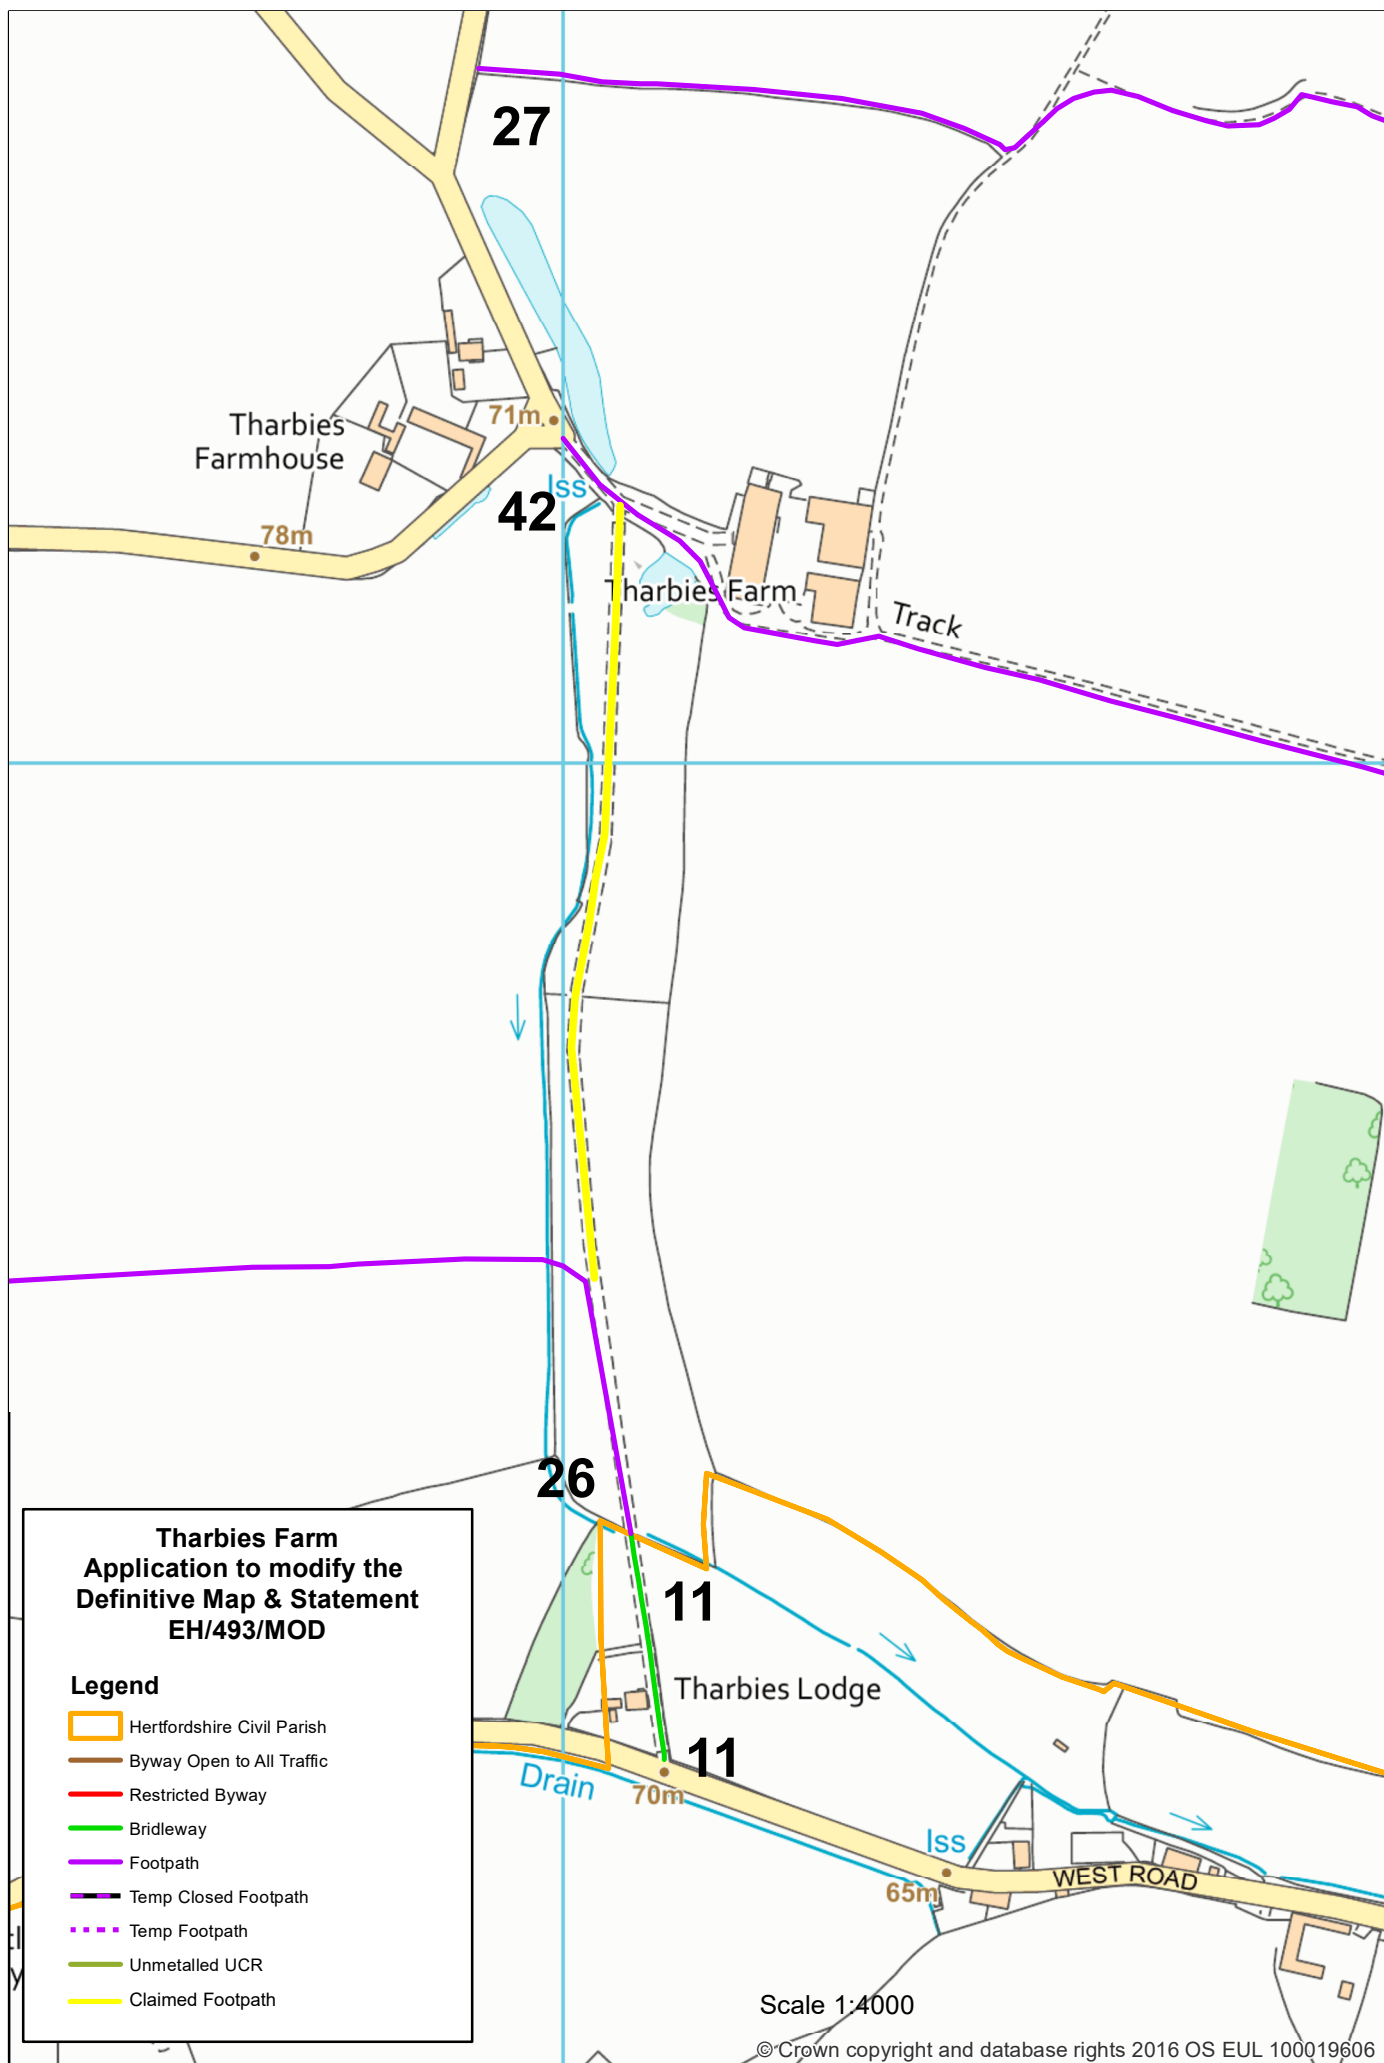 27
71m
Tharbies
Farmhouse
Iss
42
78m
Tharbies Farm
Track
26
11
Tharbies Lodge
11
Drain
70m
Iss
65m
WEST ROAD
Tharbies Farm
Application to modify the
Definitive Map & Statement
EH/493/MOD
Legend
Hertfordshire Civil Parish
Byway Open to All Traffic
Restricted Byway
Bridleway
Footpath
Temp Closed Footpath
Temp Footpath
Unmetalled UCR
Claimed Footpath
Scale 1:4000
© Crown copyright and database rights 2016 OS EUL 100019606